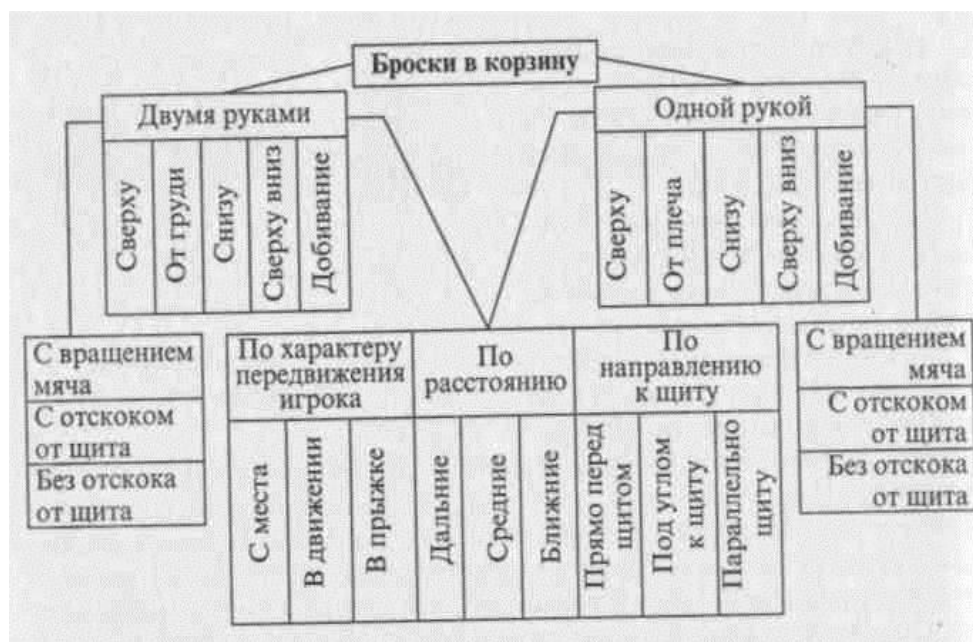 Броски в корзину
Двумя руками
Одной рукой
Сверху
От груди
Снизу
Сверху вниз
Добивание
Сверху
От плеча
Снизу
Сверху вниз
Добивание
С вращением
мяча
С отскоком
от щита
Без отскока
от щита
По характеру
передвижения
игрока
По
расстоянию
По
направлению
к щиту
С места
В движении
В прыжке
Дальние
Средние
Ближние
Прямо перед
щитом
Под углом
к щиту
Параллельно
щиту
С вращением
мяча
С отскоком
от щита
Без отскока
от щита